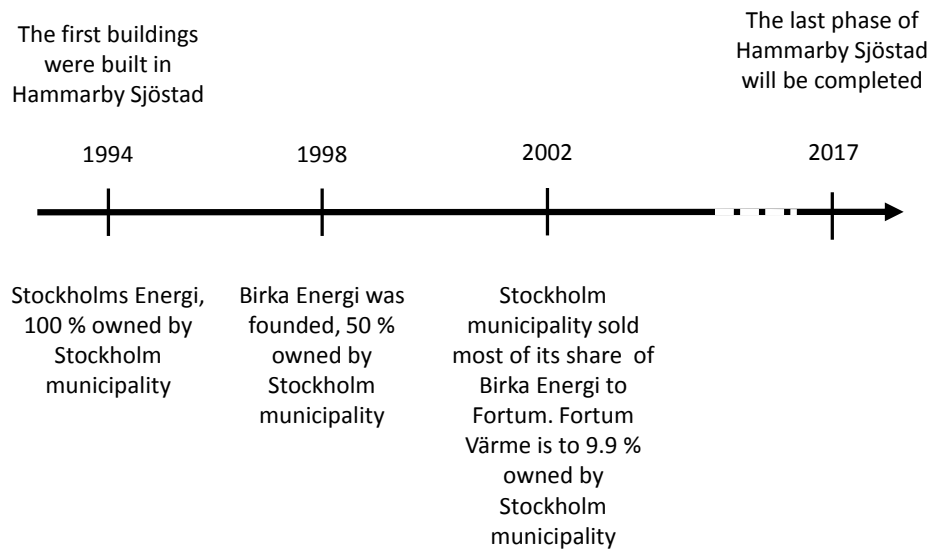 The first buildings
were built in
Hammarby Sjöstad
The last phase of
Hammarby Sjöstad
will be completed
1994
1998
2002
2017
Stockholms Energi,
100 % owned by
Stockholm
municipality
Birka Energi was
founded, 50 %
owned by
Stockholm
municipality
Stockholm
municipality sold
most of its share of
Birka Energi to
Fortum. Fortum
Värme is to 9.9 %
owned by
Stockholm
municipality